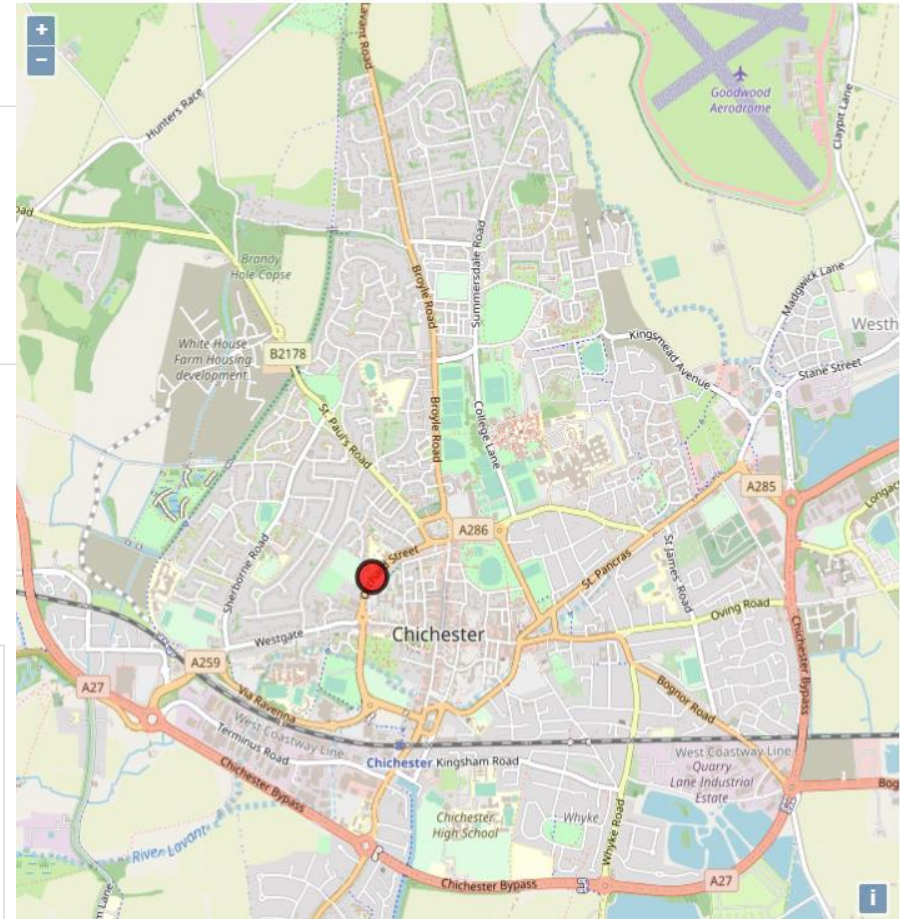 +
−
Lavant Road
Goodwood
Aerodrome
Hunters Race
Claypit Lane
oad
Brandy
Hole Copse
Summersdale Road
Broyle Road
Madgwick Lane
Westh
White House
Farm Housing
development
B2178
Kingsmead Avenue
Stane Street
St. Paul's Road
Broyle Road
College Lane
A285
Longac
A286
Street
St. Pancras
St James' Road
Sherborne Road
Oving Road
Westgate
Chichester
Chichester Bypass
A259
A27
Via Ravenna
Bognor Road
West Coastway Line
West Coastway Line
Terminus Road
Chichester
Kingsham Road
Quarry
Lane Industrial
Estate
Bog
Chichester Bypass
Chichester
High School
Whyke
Whyke Road
River Lavant
Chichester Bypass
A27
m Lane
i